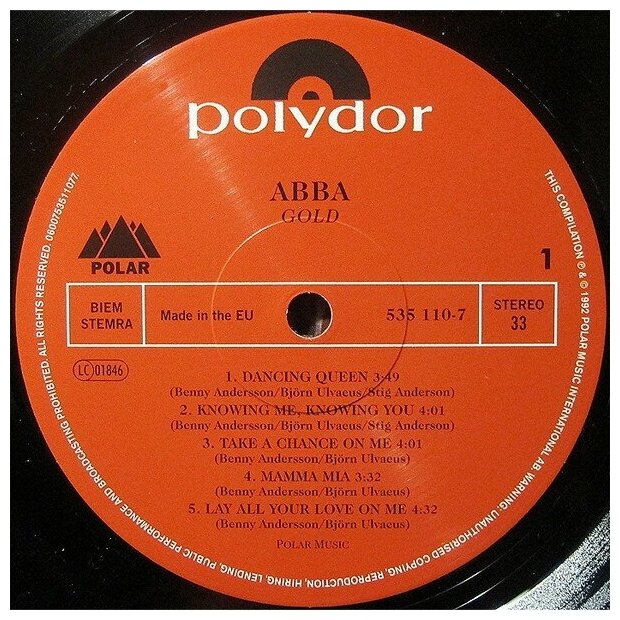 polydor
ABBA
GOLD
POLAR
1
BIEM
STEMRA
Made in the EU
535 110-7
STEREO
33
LC 01846
1. DANCING QUEEN 3:49
(Benny Andersson/Björn Ulvaeus/Stig Anderson)
2. KNOWING ME, KNOWING YOU 4:01
(Benny Andersson/Björn Ulvaeus/Stig Anderson)
3. TAKE A CHANCE ON ME 4:01
(Benny Andersson/Björn Ulvaeus)
4. MAMMA MIA 3:32
(Benny Andersson/Björn Ulvaeus)
5. LAY ALL YOUR LOVE ON ME 4:32
(Benny Andersson/Björn Ulvaeus)
POLAR MUSIC
THIS COMPILATION ℗ & © 1992 POLAR MUSIC INTERNATIONAL AB WARNING- UNAUTHORISED COPYING, REPRODUCTION, HIRING, LENDING, PUBLIC PERFORMANCE AND BROADCASTING PROHIBITED. ALL RIGHTS RESERVED. 0600753511077.